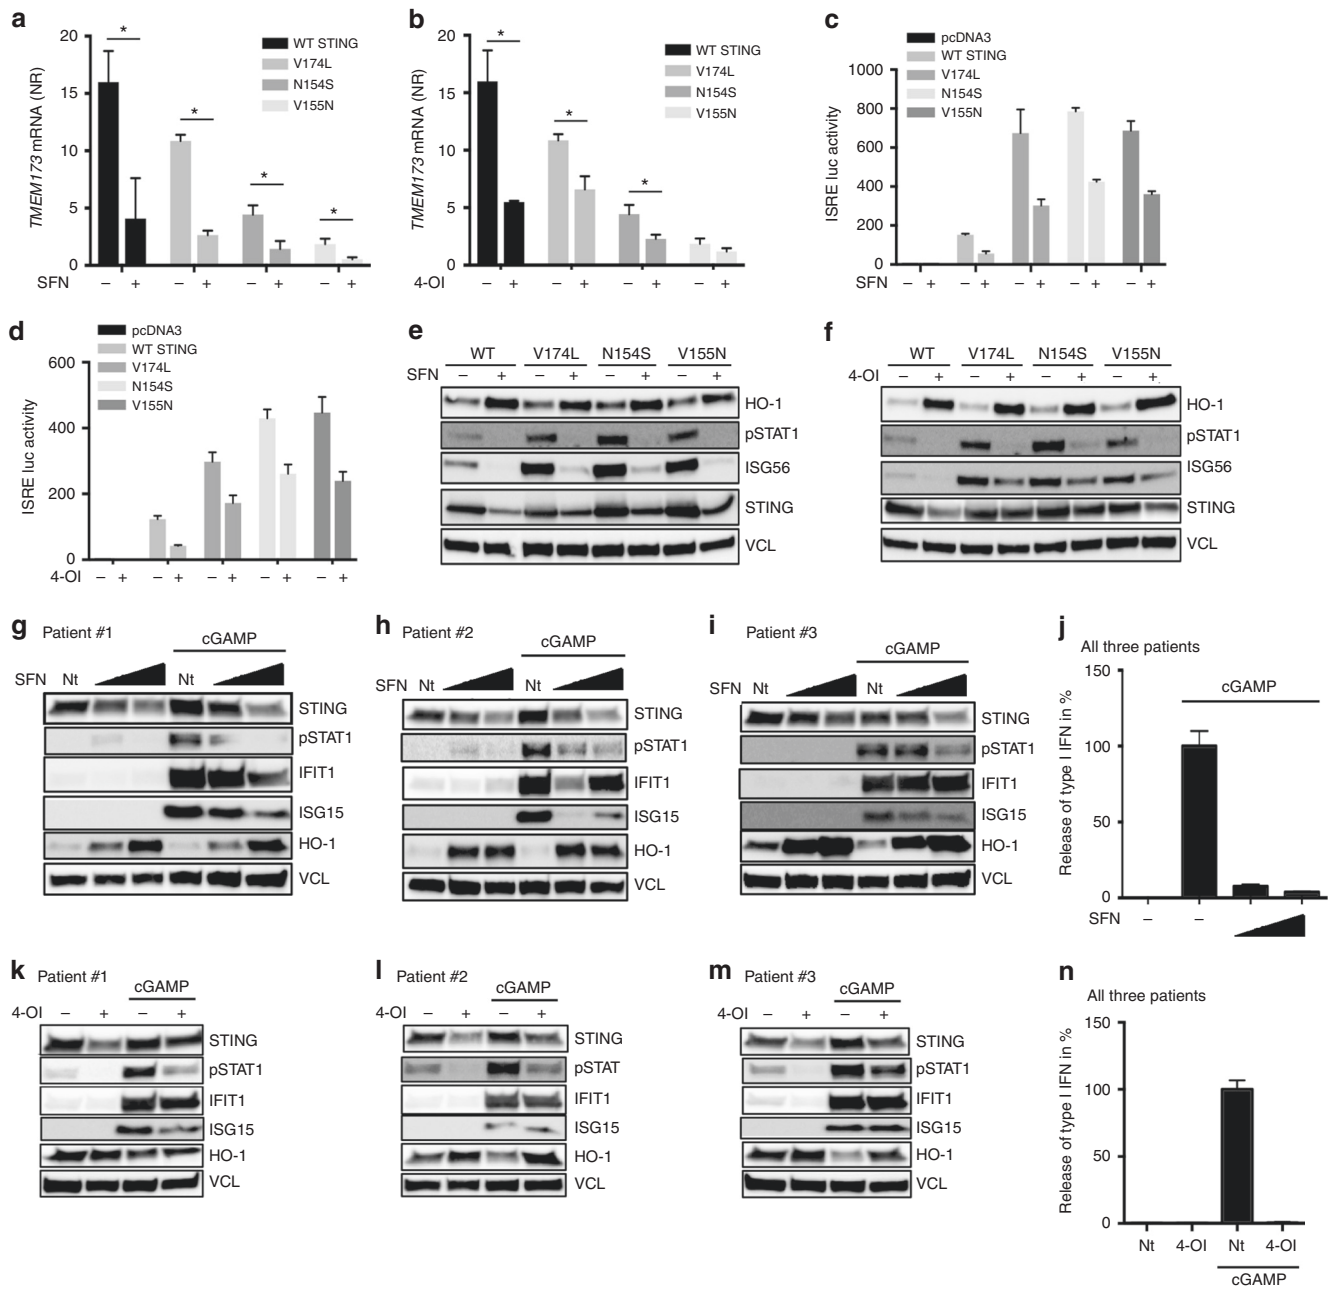 a
TMEM173 mRNA (NR)
20
15
10
5
0
* * * *
WT STING
V174L
N154S
V155N
SFN – + – + – + – +
b
TMEM173 mRNA (NR)
20
15
10
5
0
* * *
WT STING
V174L
N154S
V155N
4-OI – + – + – + – +
c
ISRE luc activity
1000
800
600
400
200
0
pcDNA3
WT STING
V174L
N154S
V155N
SFN – + – + – + – + – +
d
ISRE luc activity
600
400
200
0
pcDNA3
WT STING
V174L
N154S
V155N
4-OI – + – + – + – + – +
e
WT V174L N154S V155N
SFN – + – + – + – +
HO-1
pSTAT1
ISG56
STING
VCL
f
WT V174L N154S V155N
4-OI – + – + – + – +
HO-1
pSTAT1
ISG56
STING
VCL
g Patient #1
cGAMP
SFN Nt Nt
STING
pSTAT1
IFIT1
ISG15
HO-1
VCL
h Patient #2
cGAMP
SFN Nt Nt
STING
pSTAT1
IFIT1
ISG15
HO-1
VCL
i Patient #3
cGAMP
SFN Nt Nt
STING
pSTAT1
IFIT1
ISG15
HO-1
VCL
j
All three patients
Release of type I IFN in %
150
100
50
0
cGAMP
SFN – –
k Patient #1
cGAMP
4-OI – + – +
STING
pSTAT1
IFIT1
ISG15
HO-1
VCL
l Patient #2
cGAMP
4-OI – + – +
STING
pSTAT
IFIT1
ISG15
HO-1
VCL
m Patient #3
cGAMP
4-OI – + – +
STING
pSTAT1
IFIT1
ISG15
HO-1
VCL
n
All three patients
Release of type I IFN in %
150
100
50
0
Nt 4-OI Nt 4-OI
cGAMP